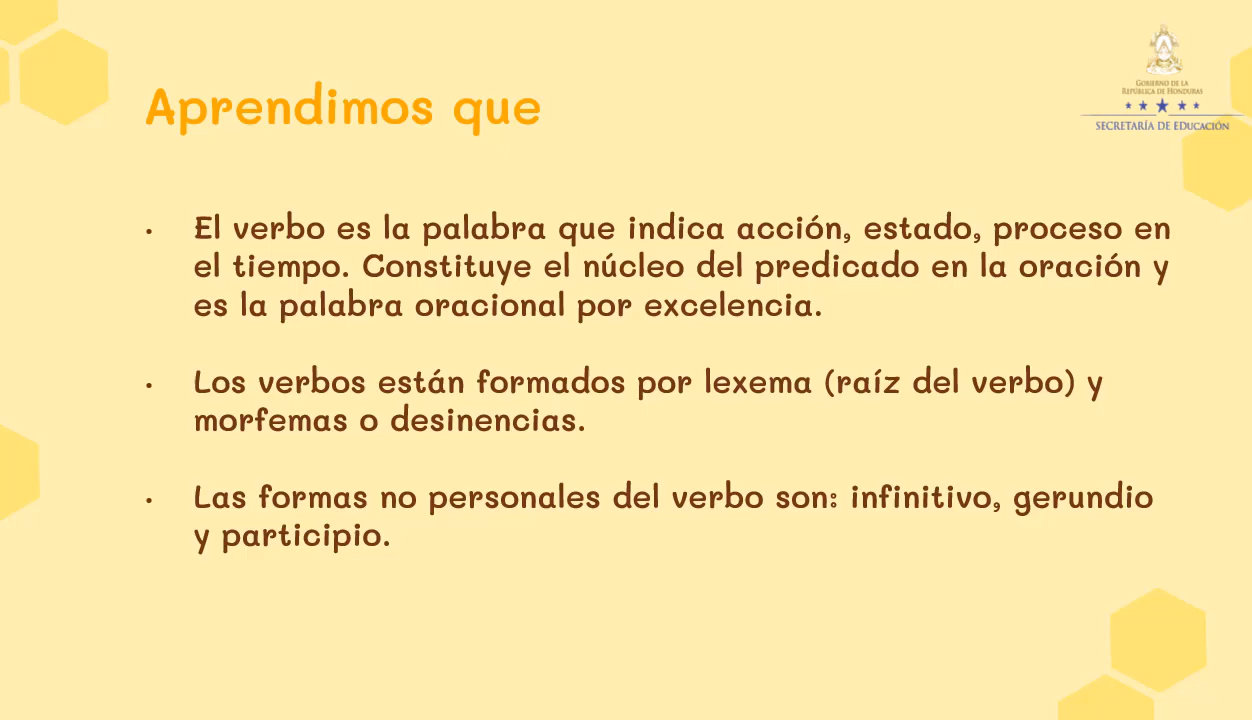 Aprendimos que
GOBIERNO DE LA
REPÚBLICA DE HONDURAS
SECRETARÍA DE EDUCACIÓN
• El verbo es la palabra que indica acción, estado, proceso en
el tiempo. Constituye el núcleo del predicado en la oración y
es la palabra oracional por excelencia.
• Los verbos están formados por lexema (raíz del verbo) y
morfemas o desinencias.
• Las formas no personales del verbo son: infinitivo, gerundio
y participio.